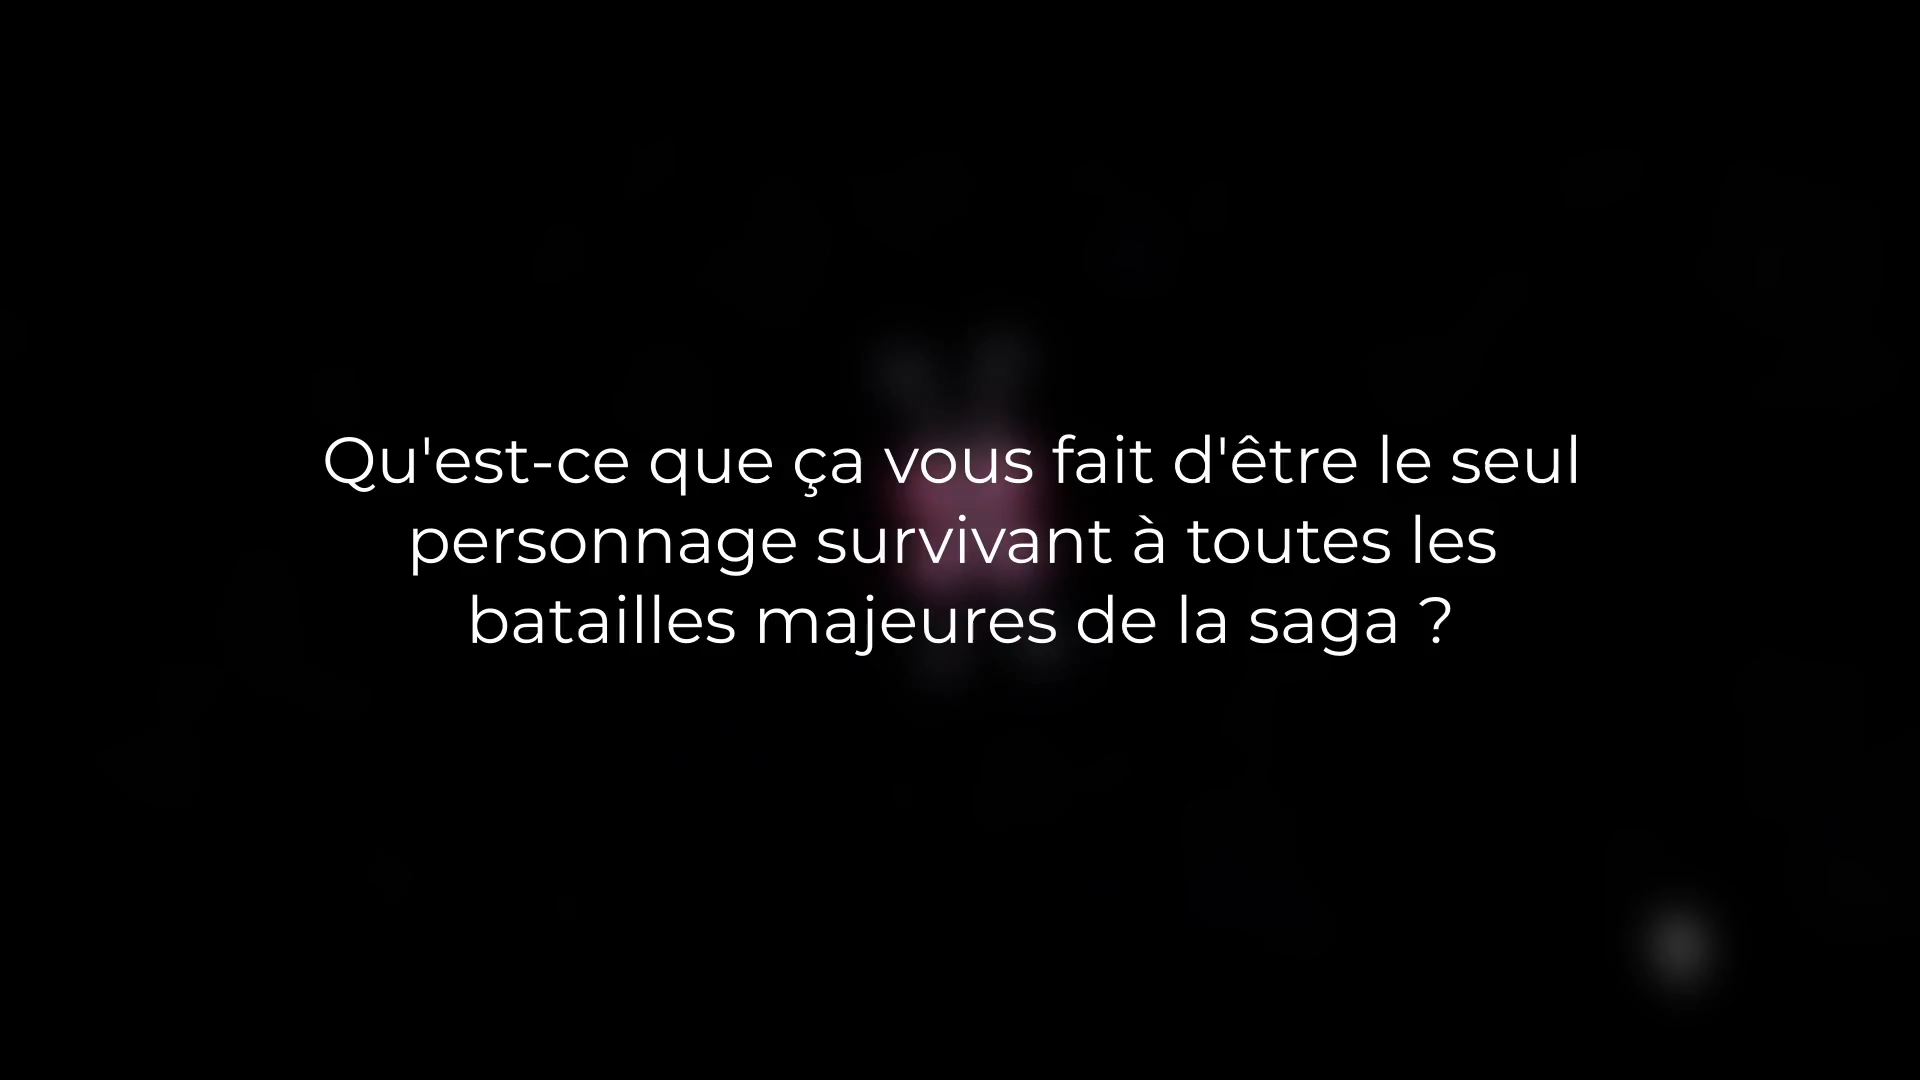 Qu'est-ce que ça vous fait d'être le seul
personnage survivant à toutes les
batailles majeures de la saga ?